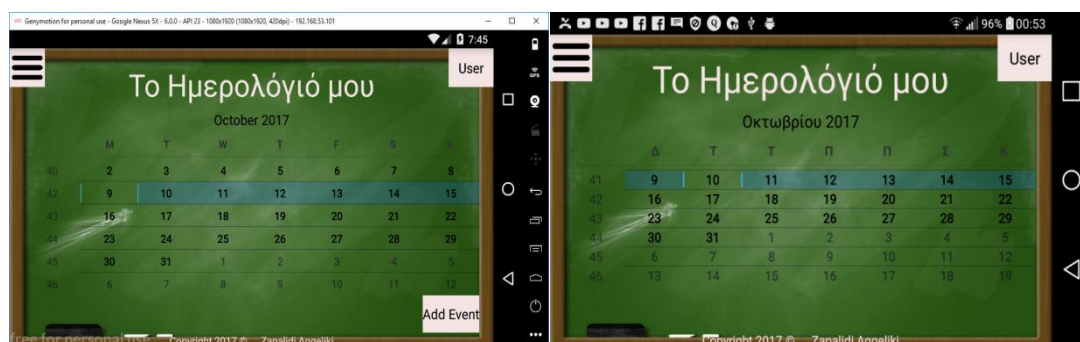 Genymotion for personal use - Google Nexus 5X - 6.0.0 - API 23 - 1080x1920 (1080x1920, 420dpi) - 192.168.53.101
7:45
User
Το Ημερολόγιό μου
October 2017
M T W T F S S
40 2 3 4 5 6 7 8
42 9 10 11 12 13 14 15
43 16 17 18 19 20 21 22
44 23 24 25 26 27 28 29
45 30 31 1 2 3 4 5
46 6 7 8 9 10 11 12
Add Event
free for personal use
Copyright 2017 © Zapalidi Angeliki
GPS
96% 00:53
User
Το Ημερολόγιό μου
Οκτωβρίου 2017
Δ Τ Τ Π Π Σ Κ
41 9 10 11 12 13 14 15
42 16 17 18 19 20 21 22
43 23 24 25 26 27 28 29
44 30 31 1 2 3 4 5
45 6 7 8 9 10 11 12
46 13 14 15 16 17 18 19
Copyright 2017 © Zapalidi Angeliki